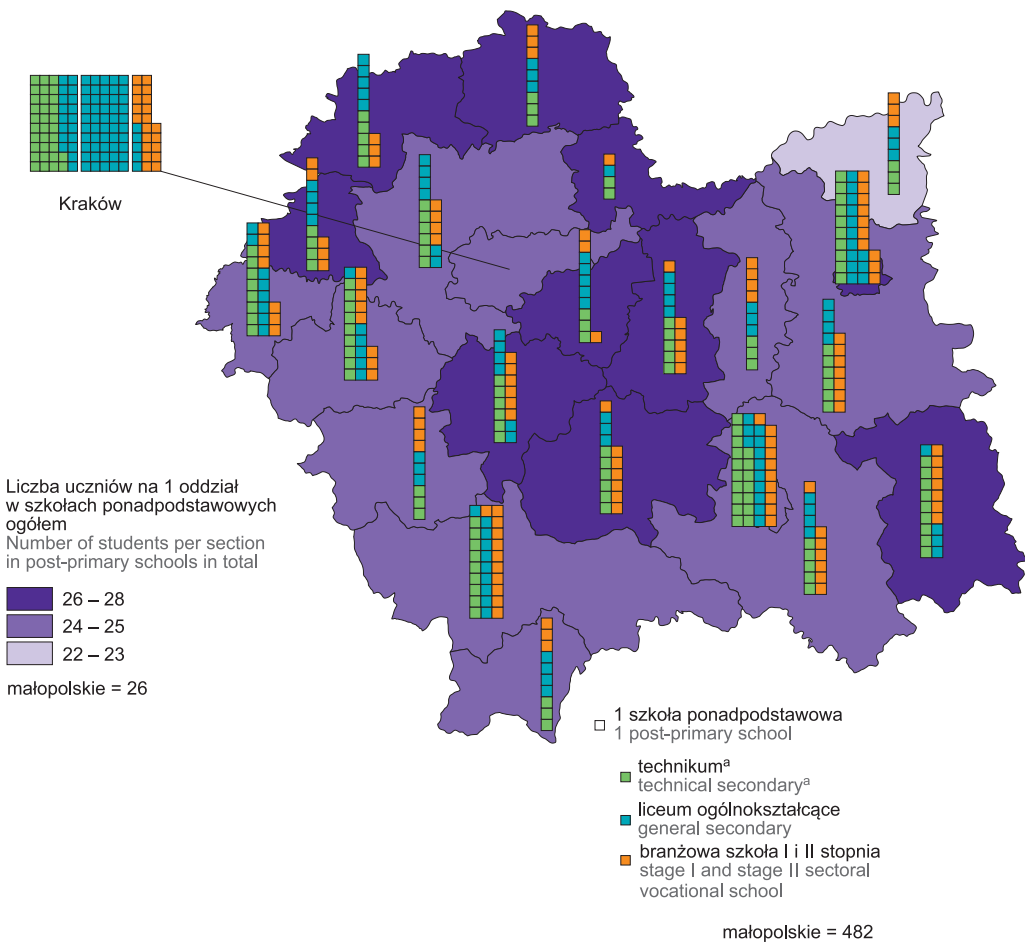 Kraków
Liczba uczniów na 1 oddział
w szkołach ponadpodstawowych
ogółem
Number of students per section
in post-primary schools in total
26 – 28
24 – 25
22 – 23
małopolskie = 26
1 szkoła ponadpodstawowa
1 post-primary school
technikumª
technical secondaryª
liceum ogólnokształcące
general secondary
branżowa szkoła I i II stopnia
stage I and stage II sectoral
vocational school
małopolskie = 482